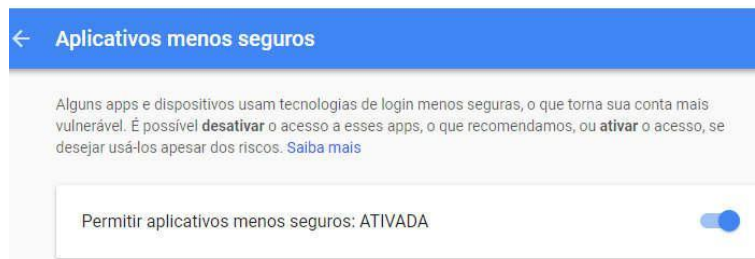 Aplicativos menos seguros
Alguns apps e dispositivos usam tecnologias de login menos seguras, o que torna sua conta mais
vulnerável. É possível desativar o acesso a esses apps, o que recomendamos, ou ativar o acesso, se
desejar usá-los apesar dos riscos. Saiba mais
Permitir aplicativos menos seguros: ATIVADA